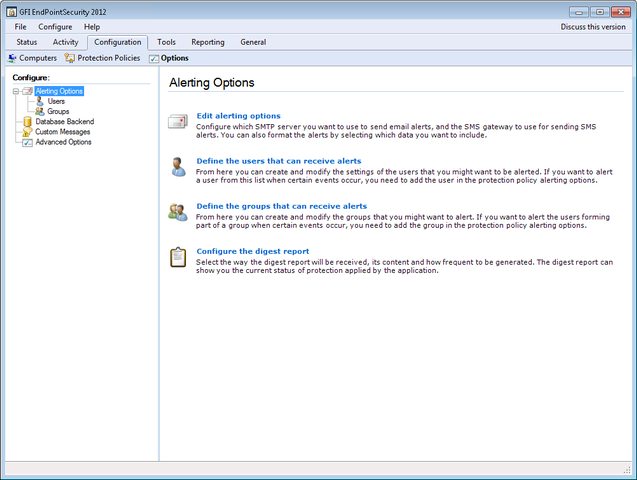 GFI EndPointSecurity 2012
File Configure Help Discuss this version
Status Activity Configuration Tools Reporting General
Computers Protection Policies Options
Configure:
Alerting Options
Users
Groups
Database Backend
Custom Messages
Advanced Options
Alerting Options
Edit alerting options
Configure which SMTP server you want to use to send email alerts, and the SMS gateway to use for sending SMS
alerts. You can also format the alerts by selecting which data you want to include.
Define the users that can receive alerts
From here you can create and modify the settings of the users that you might want to be alerted. If you want to alert
a user from this list when certain events occur, you need to add the user in the protection policy alerting options.
Define the groups that can receive alerts
From here you can create and modify the groups that you might want to alert. If you want to alert the users forming
part of a group when certain events occur, you need to add the group in the protection policy alerting options.
Configure the digest report
Select the way the digest report will be received, its content and how frequent to be generated. The digest report can
show you the current status of protection applied by the application.